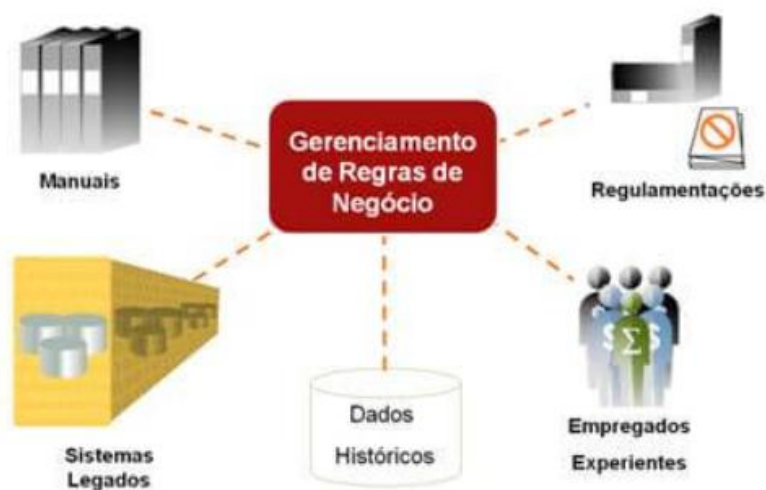 Gerenciamento
de Regras de
Negócio
Manuais
Regulamentações
Sistemas
Legados
Dados
Históricos
$ Σ $
Empregados
Experientes